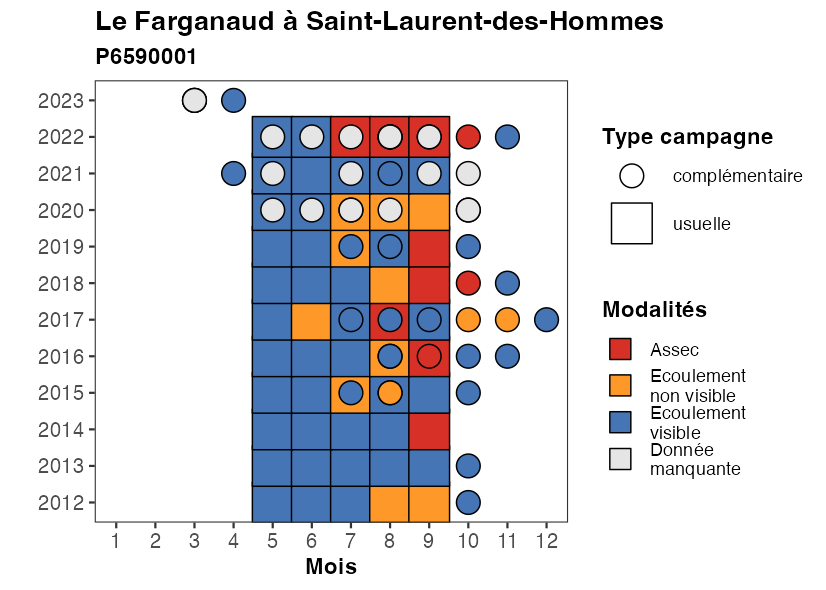 Le Farganaud à Saint-Laurent-des-Hommes
P6590001
2023
2022
2021
2020
2019
2018
2017
2016
2015
2014
2013
2012
1 2 3 4 5 6 7 8 9 10 11 12
Mois
Type campagne
complémentaire
usuelle
Modalités
Assec
Ecoulement
non visible
Ecoulement
visible
Donnée
manquante